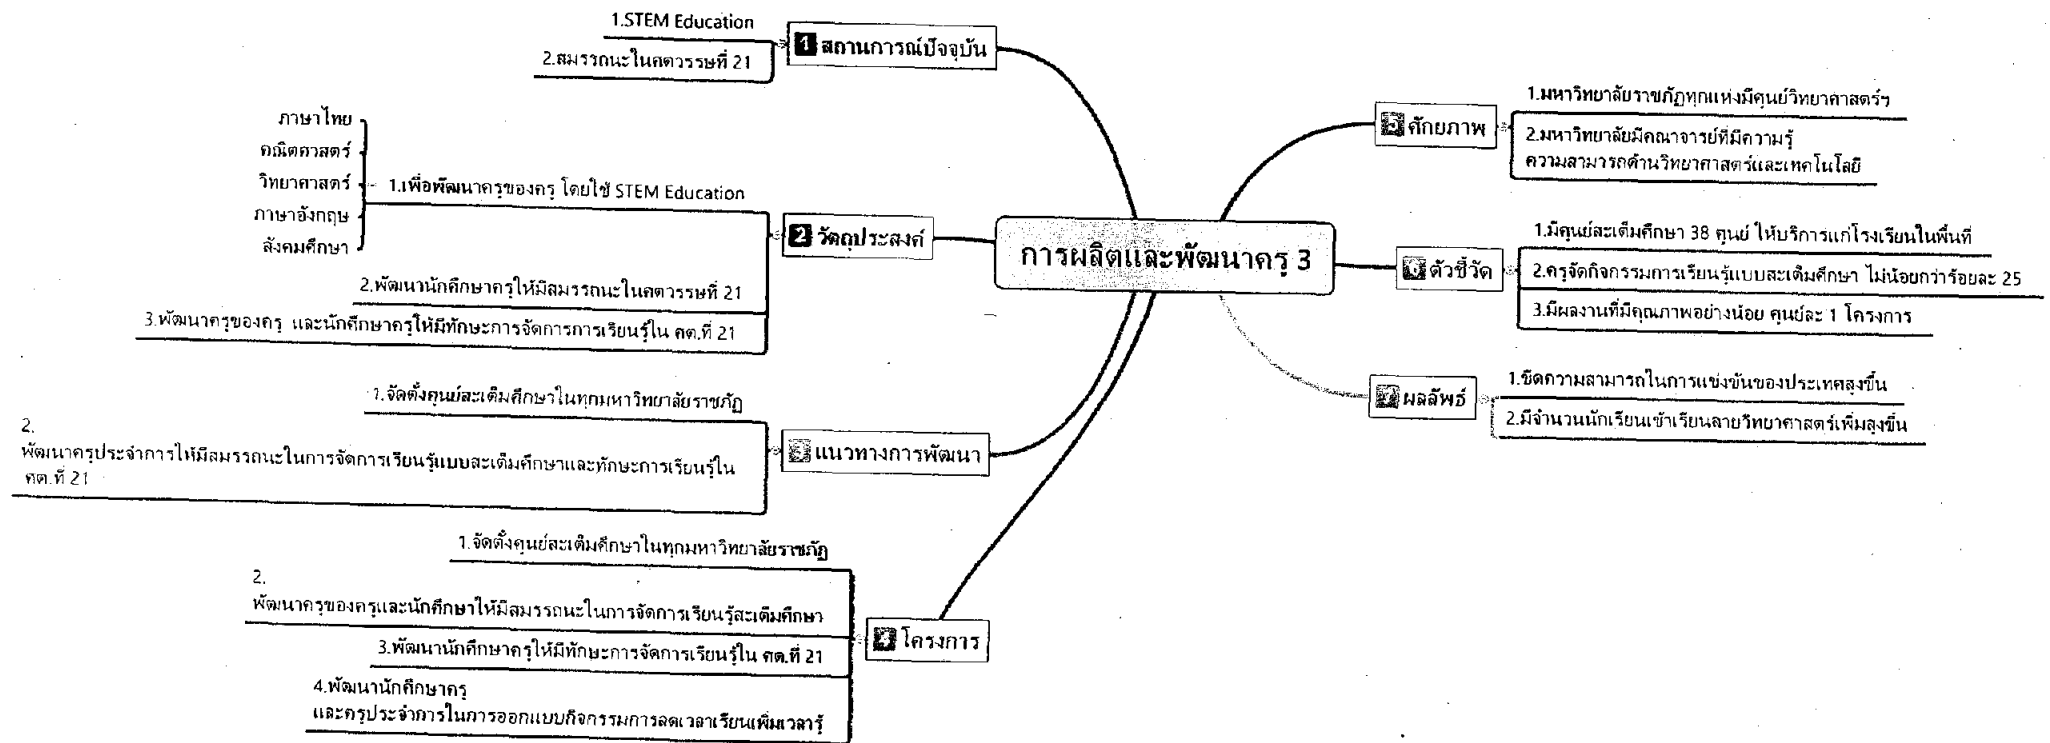 การผลิตและพัฒนาครู 3
1 สถานการณ์ปัจจุบัน
1.STEM Education
2.สมรรถนะในศตวรรษที่ 21
2 วัตถุประสงค์
1.เพื่อพัฒนาครูของครู โดยใช้ STEM Education
ภาษาไทย
คณิตศาสตร์
วิทยาศาสตร์
ภาษาอังกฤษ
สังคมศึกษา
2.พัฒนานักศึกษาครูให้มีสมรรถนะในศตวรรษที่ 21
3.พัฒนาครูของครู และนักศึกษาครูให้มีทักษะการจัดการการเรียนรู้ใน ศต.ที่ 21
แนวทางการพัฒนา
1.จัดตั้งศูนย์สะเต็มศึกษาในทุกมหาวิทยาลัยราชภัฏ
2.
พัฒนาครูประจำการให้มีสมรรถนะในการจัดการเรียนรู้แบบสะเต็มศึกษาและทักษะการเรียนรู้ใน
ศต.ที่ 21
4 โครงการ
1.จัดตั้งศูนย์สะเต็มศึกษาในทุกมหาวิทยาลัยราชภัฏ
2.
พัฒนาครูของครูและนักศึกษาให้มีสมรรถนะในการจัดการเรียนรู้สะเต็มศึกษา
3.พัฒนานักศึกษาครูให้มีทักษะการจัดการเรียนรู้ใน ศต.ที่ 21
4.พัฒนานักศึกษาครู
และครูประจำการในการออกแบบกิจกรรมการลดเวลาเรียนเพิ่มเวลารู้
5 ศักยภาพ
1.มหาวิทยาลัยราชภัฏทุกแห่งมีศูนย์วิทยาศาสตร์ฯ
2.มหาวิทยาลัยมีคณาจารย์ที่มีความรู้
ความสามารถด้านวิทยาศาสตร์และเทคโนโลยี
ตัวชี้วัด
1.มีศูนย์สะเต็มศึกษา 38 ศูนย์ ให้บริการแก่โรงเรียนในพื้นที่
2.ครูจัดกิจกรรมการเรียนรู้แบบสะเต็มศึกษา ไม่น้อยกว่าร้อยละ 25
3.มีผลงานที่มีคุณภาพอย่างน้อย ศูนย์ละ 1 โครงการ
ผลลัพธ์
1.ขีดความสามารถในการแข่งขันของประเทศสูงขึ้น
2.มีจำนวนนักเรียนเข้าเรียนสายวิทยาศาสตร์เพิ่มสูงขึ้น